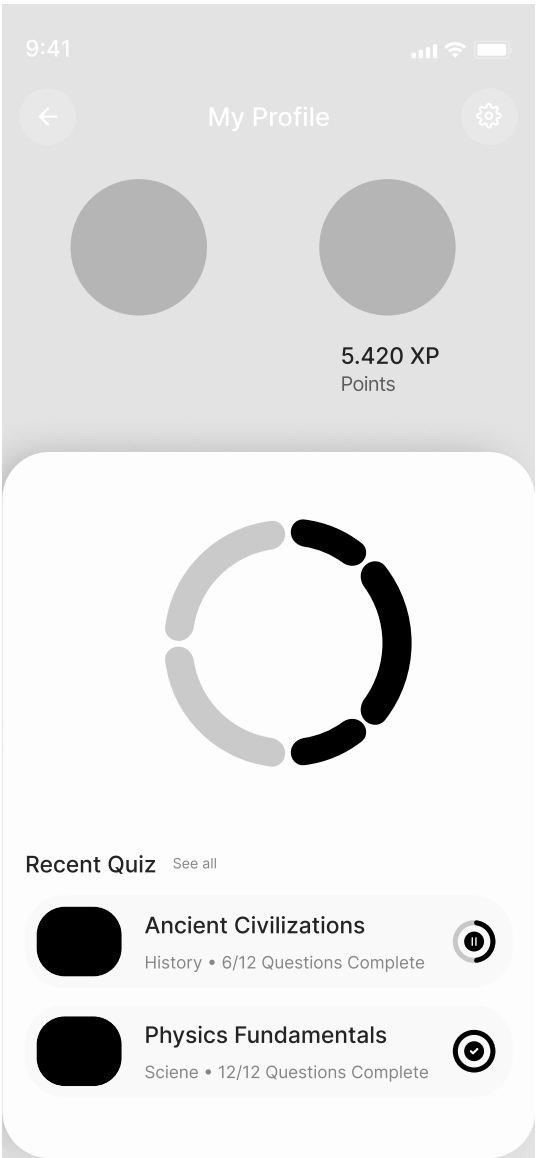 9:41
My Profile
5.420 XP
Points
Recent Quiz See all
Ancient Civilizations
History • 6/12 Questions Complete
Physics Fundamentals
Sciene • 12/12 Questions Complete